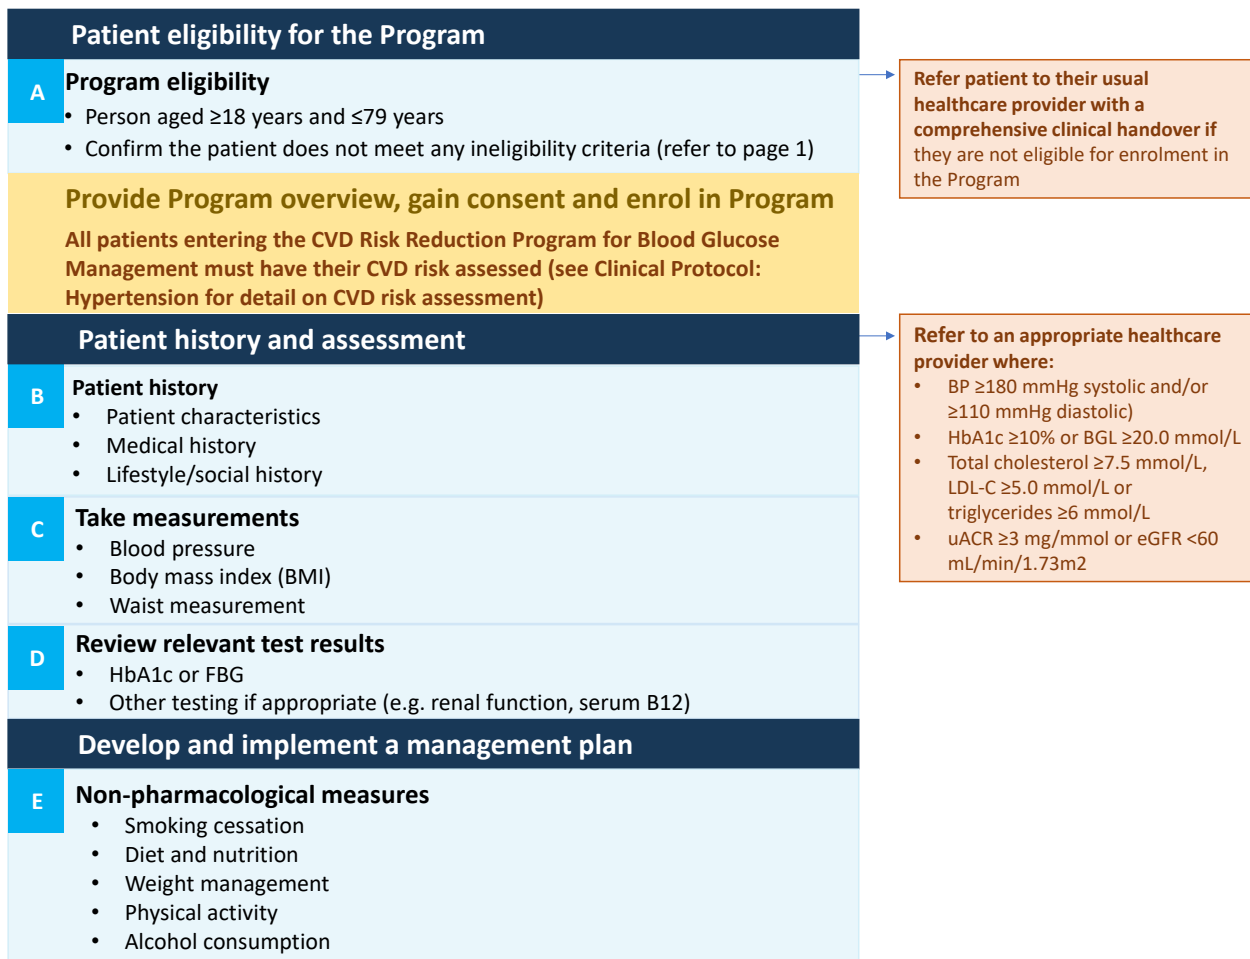 Patient eligibility for the Program
A
Program eligibility
• Person aged ≥18 years and ≤79 years
• Confirm the patient does not meet any ineligibility criteria (refer to page 1)
Refer patient to their usual
healthcare provider with a
comprehensive clinical handover if
they are not eligible for enrolment in
the Program
Provide Program overview, gain consent and enrol in Program
All patients entering the CVD Risk Reduction Program for Blood Glucose
Management must have their CVD risk assessed (see Clinical Protocol:
Hypertension for detail on CVD risk assessment)
Patient history and assessment
B
Patient history
• Patient characteristics
• Medical history
• Lifestyle/social history
Refer to an appropriate healthcare
provider where:
• BP ≥180 mmHg systolic and/or
≥110 mmHg diastolic)
• HbA1c ≥10% or BGL ≥20.0 mmol/L
• Total cholesterol ≥7.5 mmol/L,
LDL-C ≥5.0 mmol/L or
triglycerides ≥6 mmol/L
• uACR ≥3 mg/mmol or eGFR <60
mL/min/1.73m2
C
Take measurements
• Blood pressure
• Body mass index (BMI)
• Waist measurement
D
Review relevant test results
• HbA1c or FBG
• Other testing if appropriate (e.g. renal function, serum B12)
Develop and implement a management plan
E
Non-pharmacological measures
• Smoking cessation
• Diet and nutrition
• Weight management
• Physical activity
• Alcohol consumption